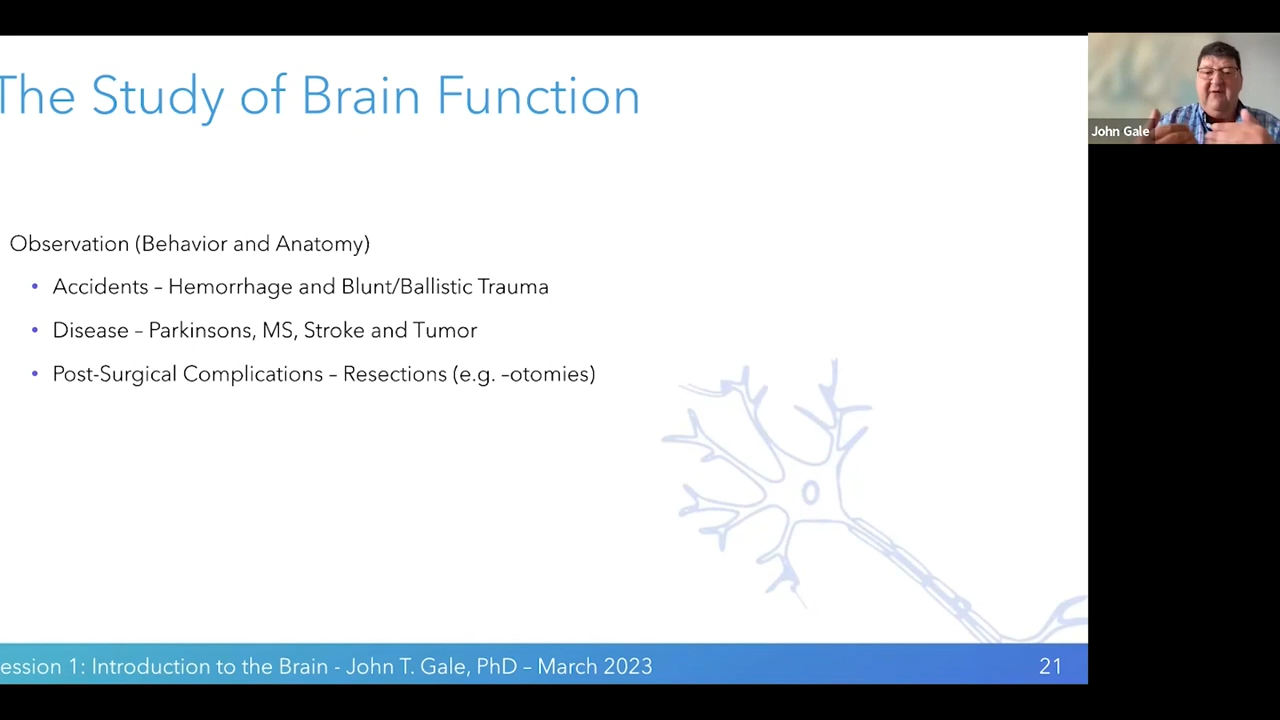 The Study of Brain Function
John Gale
Observation (Behavior and Anatomy)
• Accidents – Hemorrhage and Blunt/Ballistic Trauma
• Disease – Parkinsons, MS, Stroke and Tumor
• Post-Surgical Complications – Resections (e.g. –otomies)
ession 1: Introduction to the Brain - John T. Gale, PhD – March 2023
21